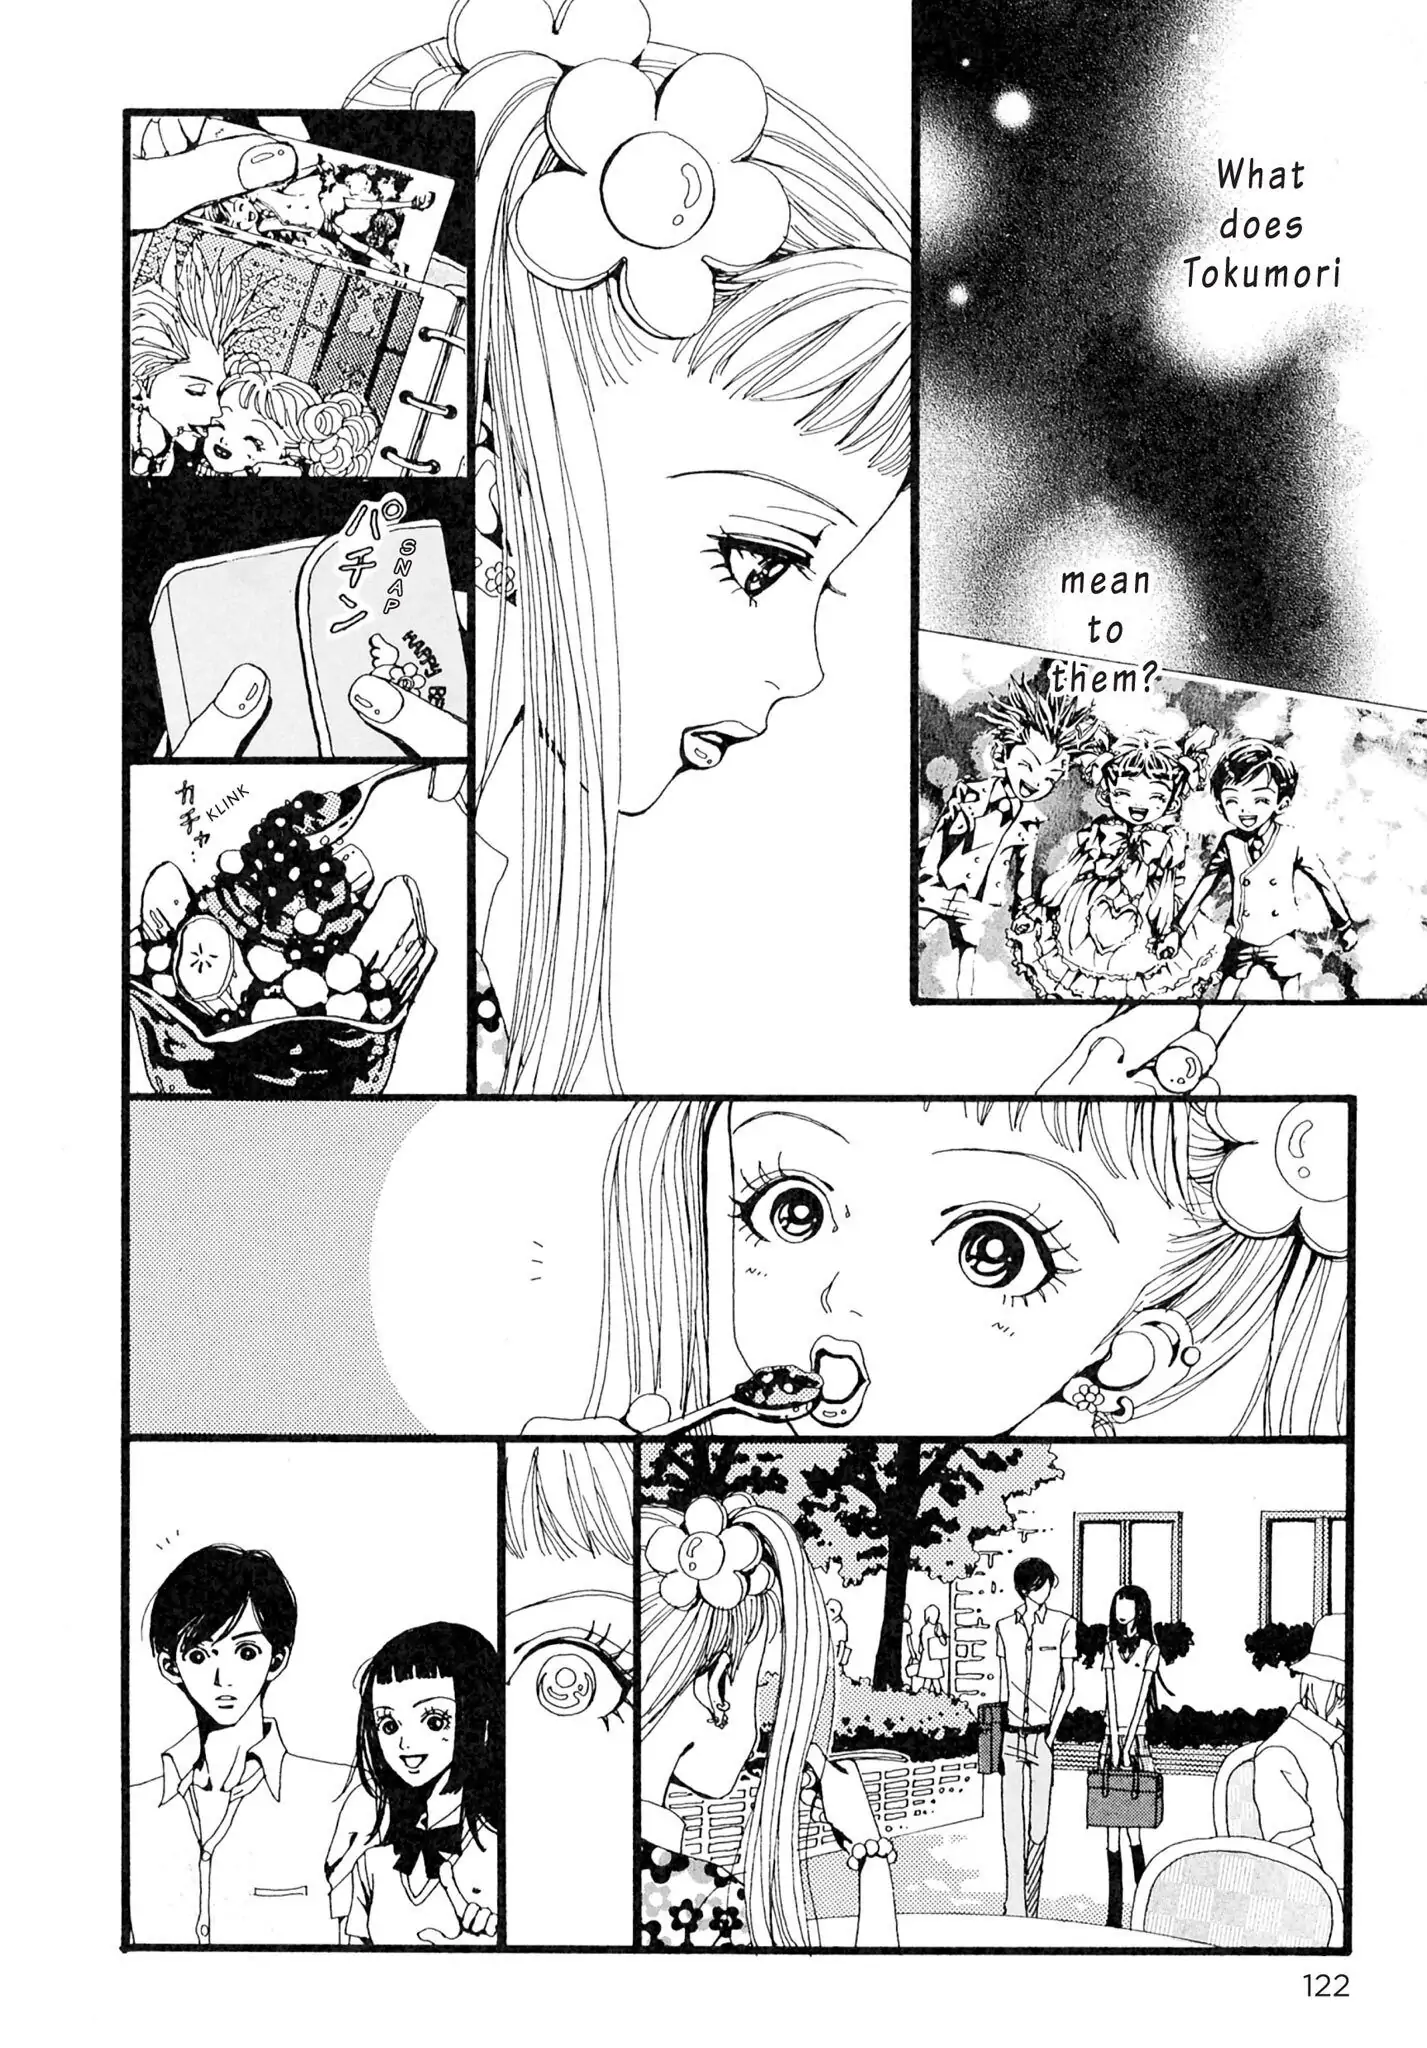 What
does
Tokumori
mean
to
them?
パチン
SNAP
HAPPY
カチャ…
KLINK
122